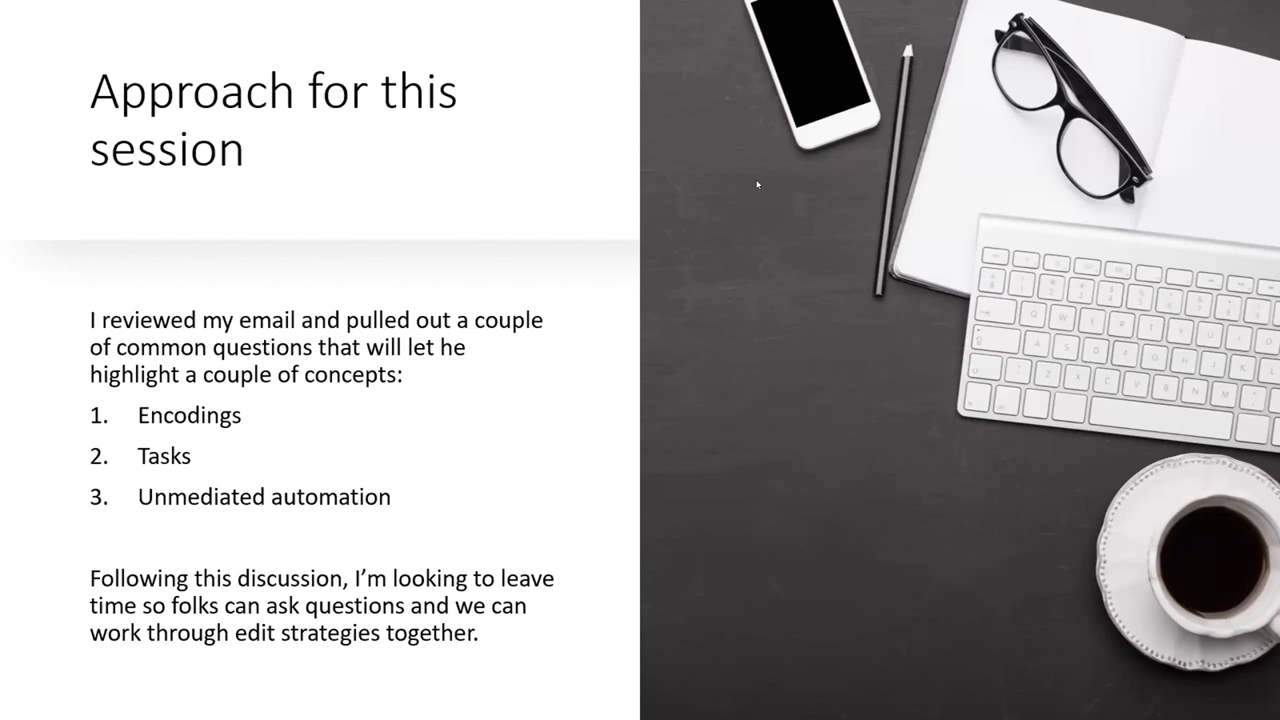 Approach for this
session
I reviewed my email and pulled out a couple
of common questions that will let he
highlight a couple of concepts:
1. Encodings
2. Tasks
3. Unmediated automation
Following this discussion, I’m looking to leave
time so folks can ask questions and we can
work through edit strategies together.